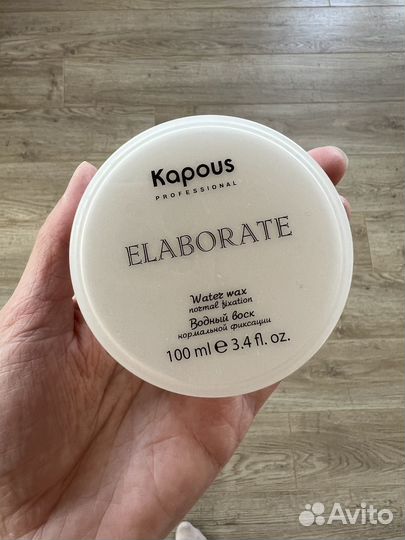 Kapous
PROFESSIONAL
ELABORATE
Water wax
normal fixation
Водный воск
нормальной фиксации
100 ml e 3.4 fl. oz.
Avito